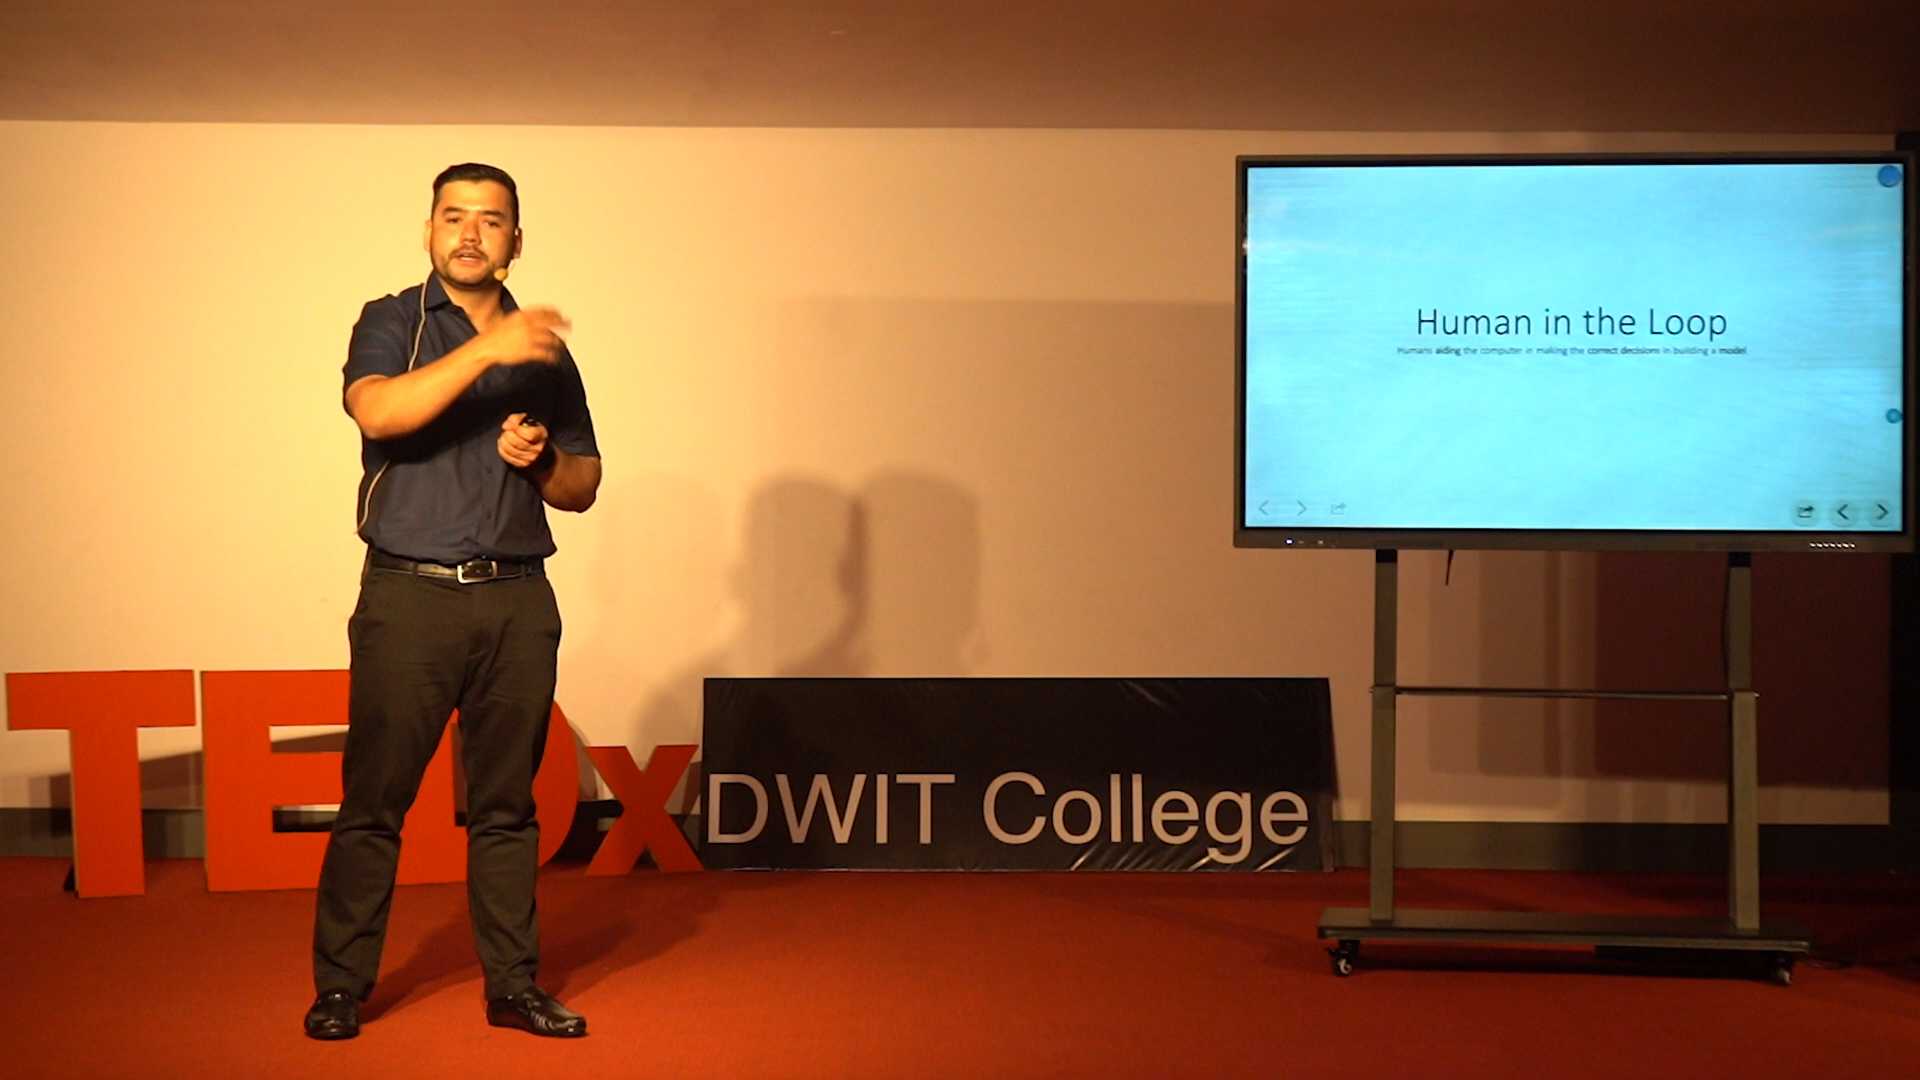 Human in the Loop
Humans aiding the computer in making the correct decisions in building a model
TEDx
DWIT College